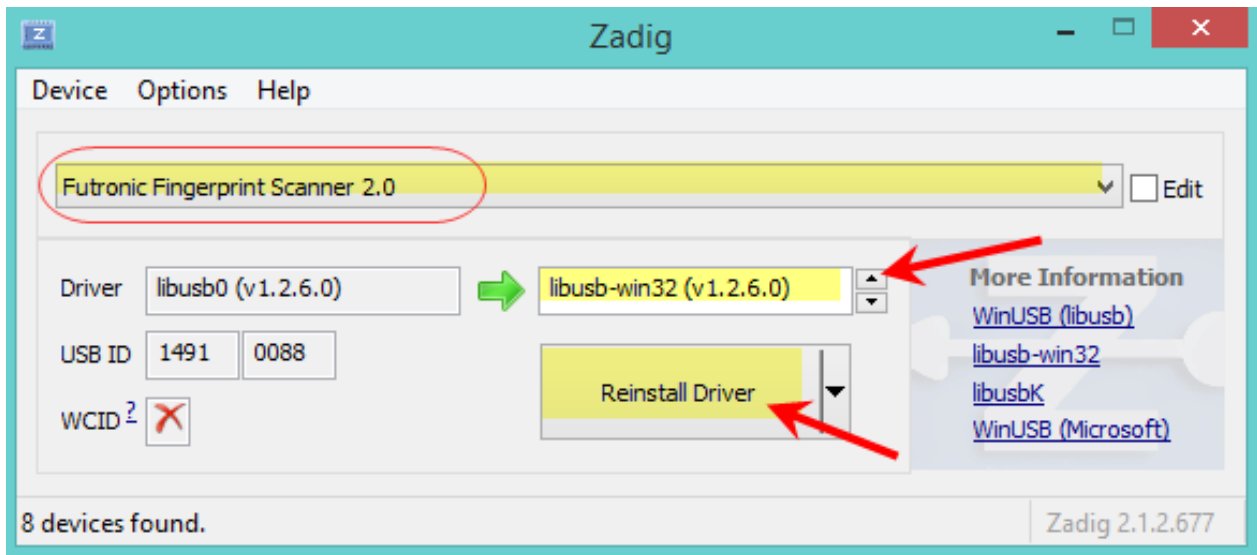 Zadig
Device Options Help
Futronic Fingerprint Scanner 2.0
Edit
Driver libusb0 (v1.2.6.0) libusb-win32 (v1.2.6.0)
USB ID 1491 0088
WCID ?
Reinstall Driver
More Information
WinUSB (libusb)
libusb-win32
libusbK
WinUSB (Microsoft)
8 devices found.
Zadig 2.1.2.677